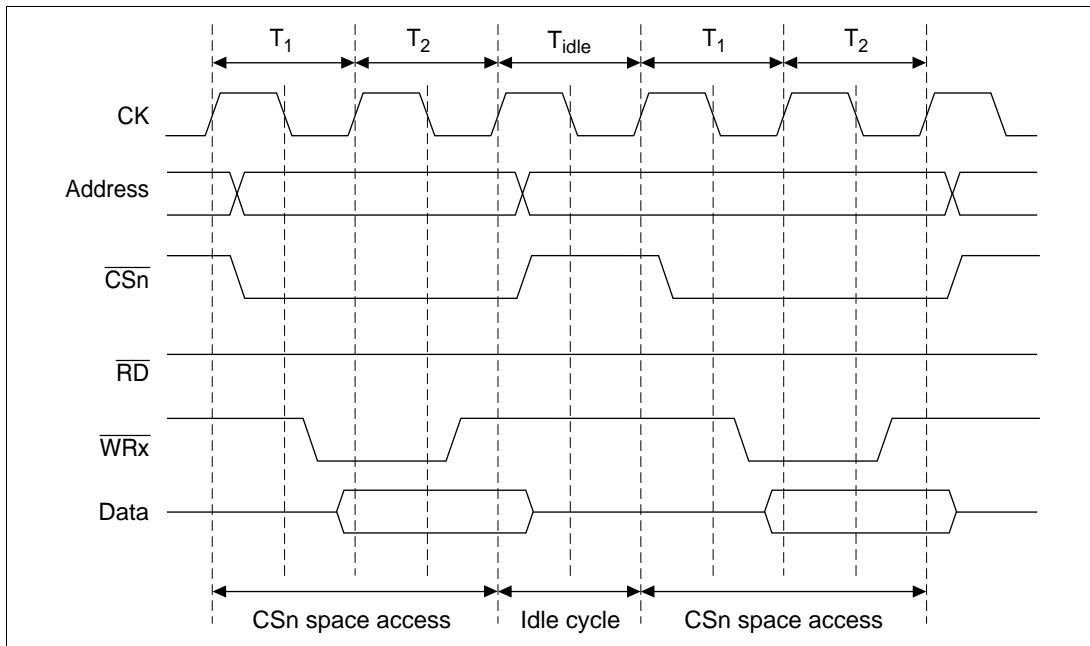 T1 T2 Tidle T1 T2
CK
Address
CSn
RD
WRx
Data
CSn space access Idle cycle CSn space access